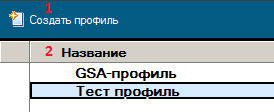 1
Создать профиль
2 Название
GSA-профиль
Тест профиль